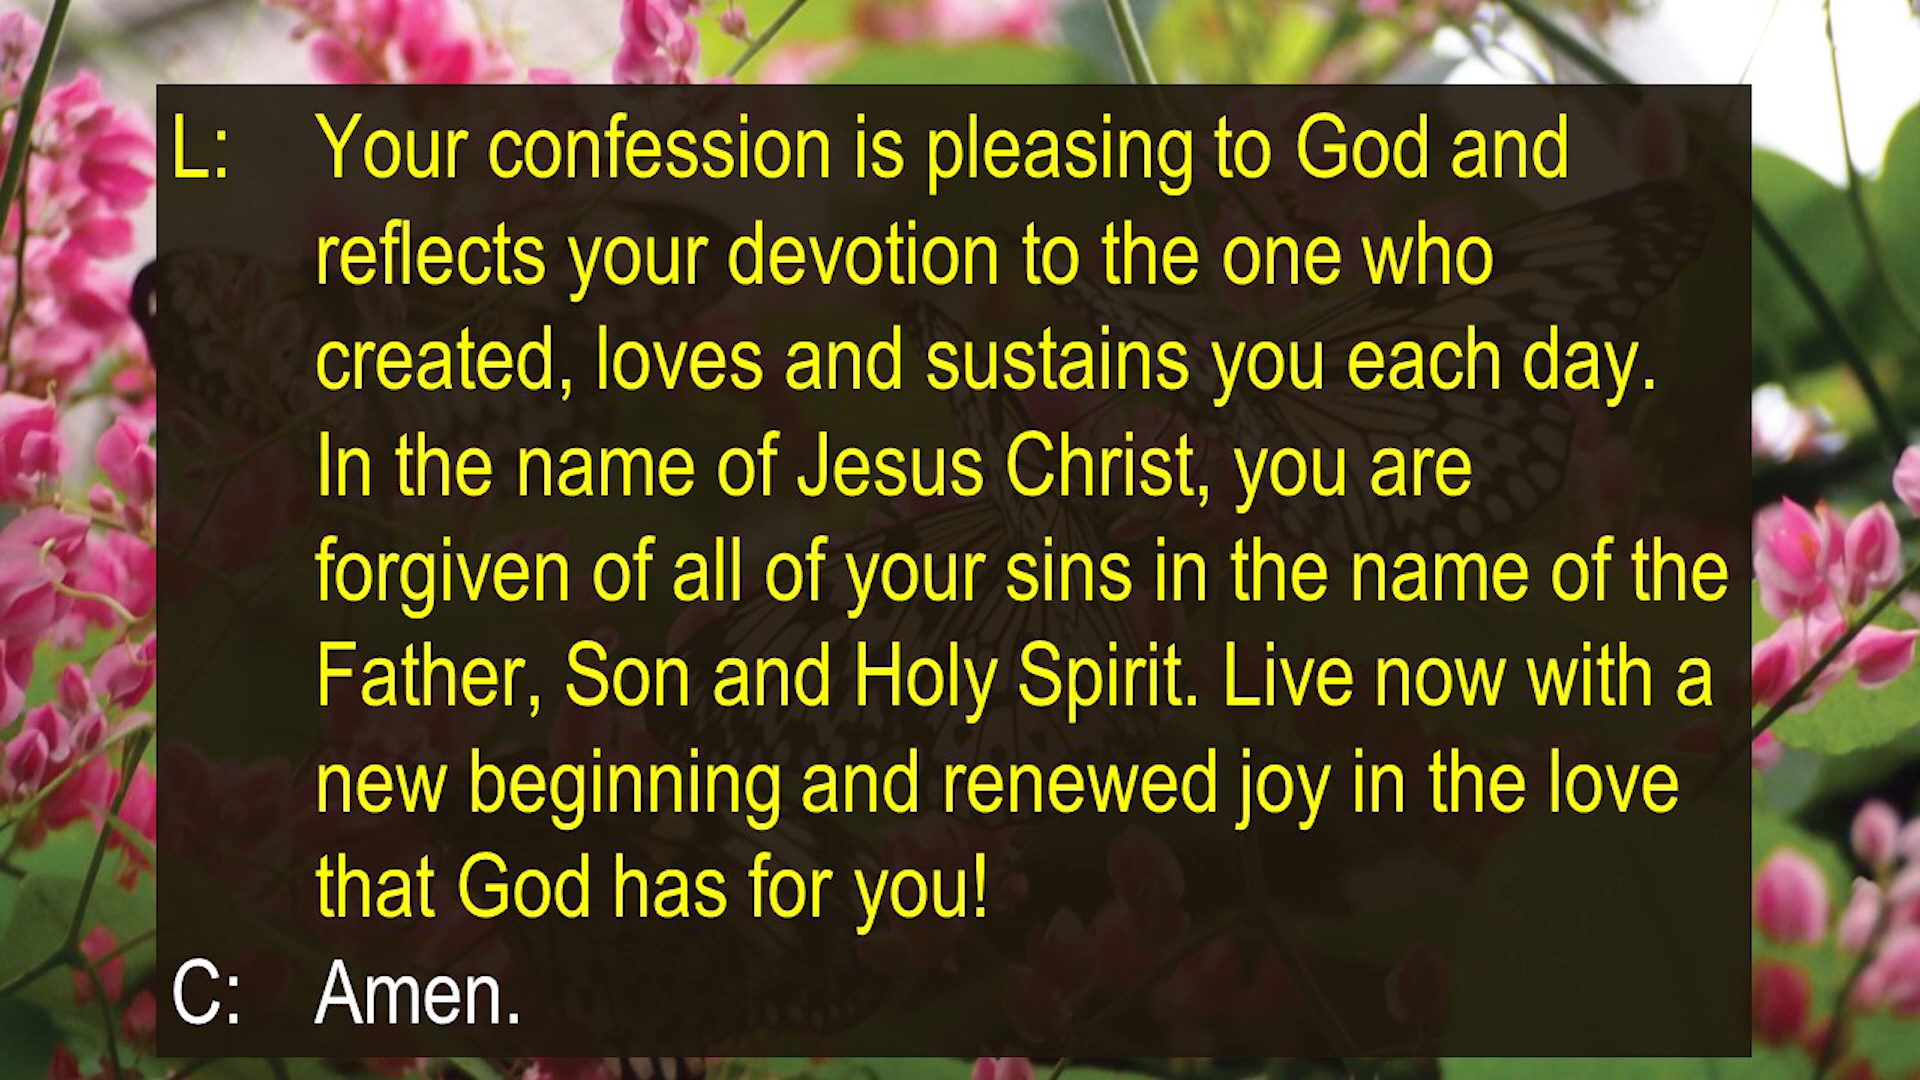 L: Your confession is pleasing to God and
reflects your devotion to the one who
created, loves and sustains you each day.
In the name of Jesus Christ, you are
forgiven of all of your sins in the name of the
Father, Son and Holy Spirit. Live now with a
new beginning and renewed joy in the love
that God has for you!
C: Amen.